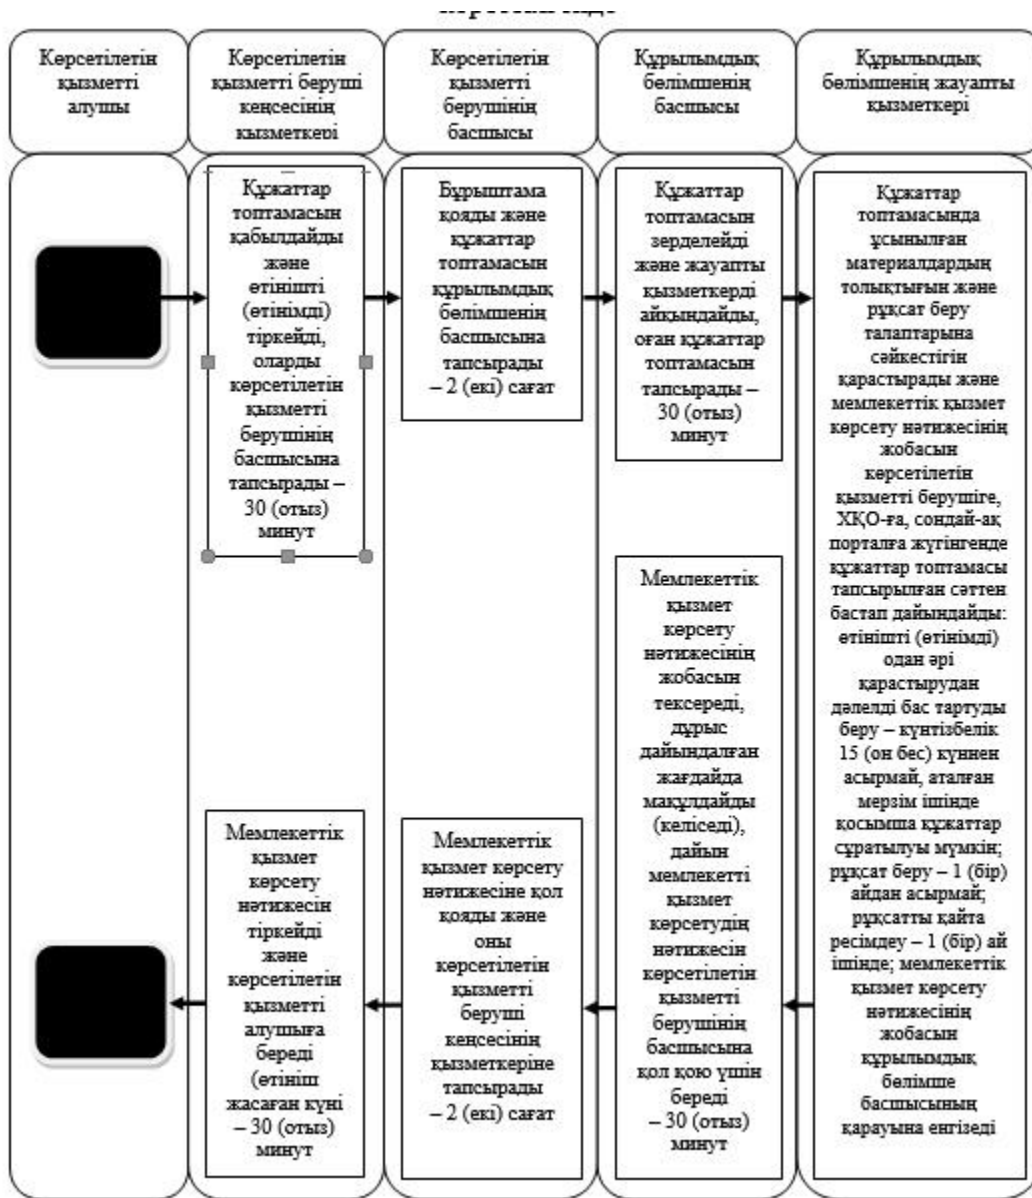 Көрсетілетін
қызметті
алушы
Көрсетілетін
қызметті беруші
кеңсесінің
қызметкері
Көрсетілетін
қызметті
берушінің
басшысы
Құрылымдық
бөлімшенің
басшысы
Құрылымдық
бөлімшенің жауапты
қызметкері
Құжаттар
топтамасын
қабылдайды
және
өтінішті
(өтінімді)
тіркейді,
оларды
көрсетілетін
қызметті
берушінің
басшысына
тапсырады –
30 (отыз)
минут
Бұрыштама
қояды және
құжаттар
топтамасын
құрылымдық
бөлімшенің
басшысына
тапсырады
– 2 (екі) сағат
Құжаттар
топтамасын
зерделейді
және жауапты
қызметкерді
айқындайды,
оған құжаттар
топтамасын
тапсырады –
30 (отыз)
минут
Құжаттар
топтамасында
ұсынылған
материалдардың
толықтығын және
рұқсат беру
талаптарына
сәйкестігін
қарастырады және
мемлекеттік қызмет
көрсету нәтижесінің
жобасын
көрсетілетін
қызметті берушіге,
ХҚО-ға, сондай-ақ
порталға жүгінгенде
құжаттар топтамасы
тапсырылған сәттен
бастап дайындайды:
өтінішті (өтінімді)
одан әрі
қарастырудан
дәлелді бас тартуды
беру – күнтізбелік
15 (он бес) күннен
асырмай, аталған
мерзім ішінде
қосымша құжаттар
сұратылуы мүмкін;
рұқсат беру – 1 (бір)
айдан асырмай;
рұқсатты қайта
ресімдеу – 1 (бір) ай
ішінде; мемлекеттік
қызмет көрсету
нәтижесінің
жобасын
құрылымдық
бөлімше
басшысының
қарауына енгізеді
Мемлекеттік
қызмет
көрсету
нәтижесінің
жобасын
тексереді,
дұрыс
дайындалған
жағдайда
мақұлдайды
(келіседі),
дайын
мемлекетті
қызмет
көрсетудің
нәтижесін
көрсетілетін
қызметті
берушінің
басшысына
қол қою үшін
береді
– 30 (отыз)
минут
Мемлекеттік
қызмет көрсету
нәтижесіне қол
қояды және
оны
көрсетілетін
қызметті
беруші
кеңсесінің
қызметкеріне
тапсырады
– 2 (екі) сағат
Мемлекеттік
қызмет
көрсету
нәтижесін
тіркейді
және
көрсетілетін
қызметті
алушыға
береді
(өтініш
жасаған күні
– 30 (отыз)
минут